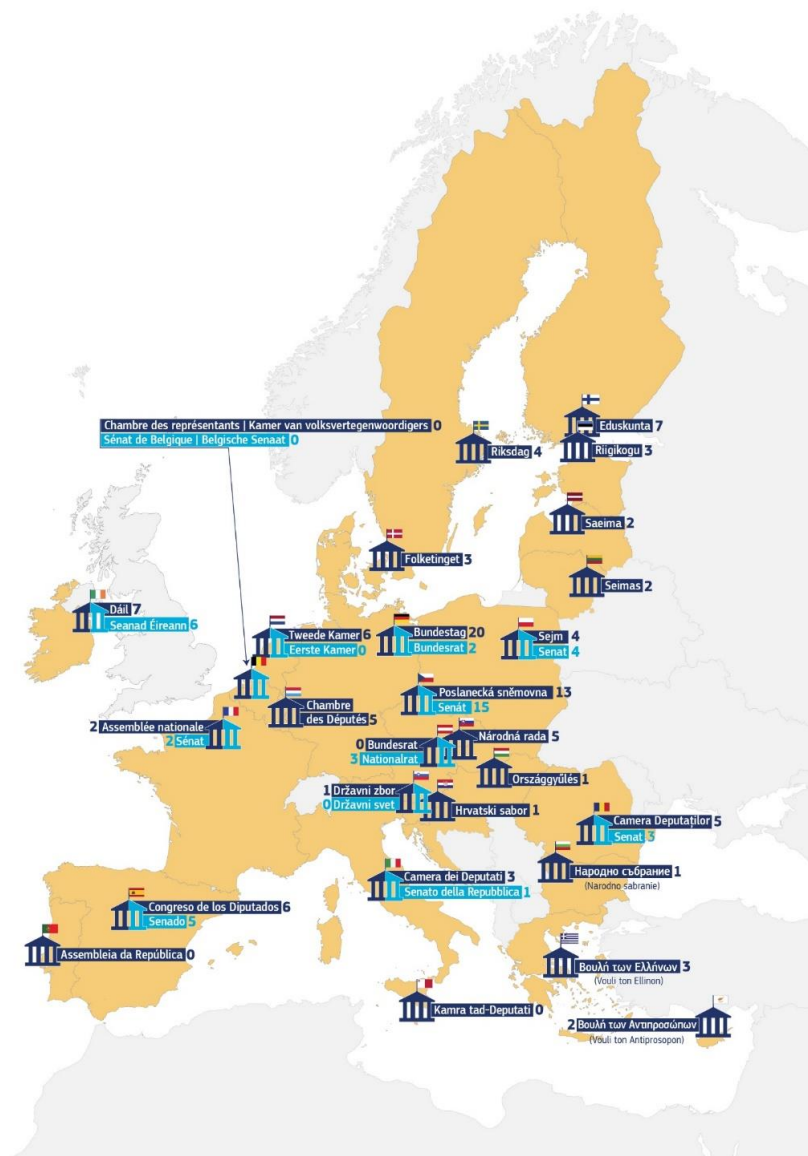 Chambre des représentants | Kamer van volksvertegenwoordigers 0
Sénat de Belgique | Belgische Senaat 0
Eduskunta 7
Riksdag 4
Riigikogu 3
Saeima 2
Folketinget 3
Seimas 2
Dáil 7
Seanad Éireann 6
Tweede Kamer 6
Eerste Kamer 0
Bundestag 20
Bundesrat 2
Sejm 4
Senat 4
Poslanecká sněmovna 13
Senát 15
Chambre
des Députés 5
2 Assemblée nationale
2 Sénat
Národná rada 5
0 Bundesrat
3 Nationalrat
Országgyűlés 1
1 Državni zbor
0 Državni svet
Hrvatski sabor 1
Camera Deputaților 5
Senat 3
Народно събрание 1
(Narodno sabranie)
Camera dei Deputati 3
Senato della Repubblica 1
Congreso de los Diputados 6
Senado 5
Assembleia da República 0
Βουλή των Ελλήνων 3
(Vouli ton Ellinon)
Kamra tad-Deputati 0
2 Βουλή των Αντιπροσώπων
(Vouli ton Antiprosopon)